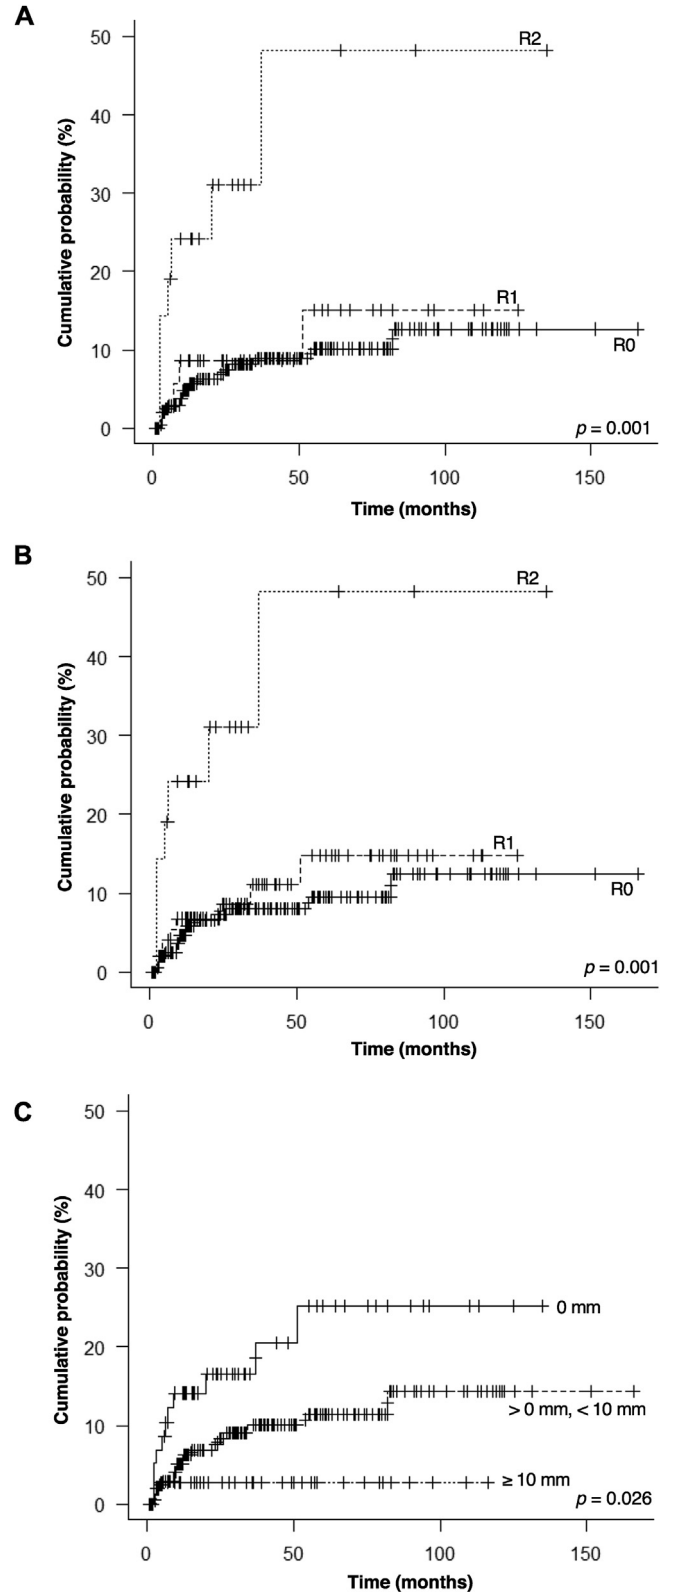 A
Cumulative probability (%)
50
40
30
20
10
0
R2
R1
R0
p = 0.001
0 50 100 150
Time (months)
B
Cumulative probability (%)
50
40
30
20
10
0
R2
R1
R0
p = 0.001
0 50 100 150
Time (months)
C
Cumulative probability (%)
50
40
30
20
10
0
0 mm
> 0 mm, < 10 mm
≥ 10 mm
p = 0.026
0 50 100 150
Time (months)